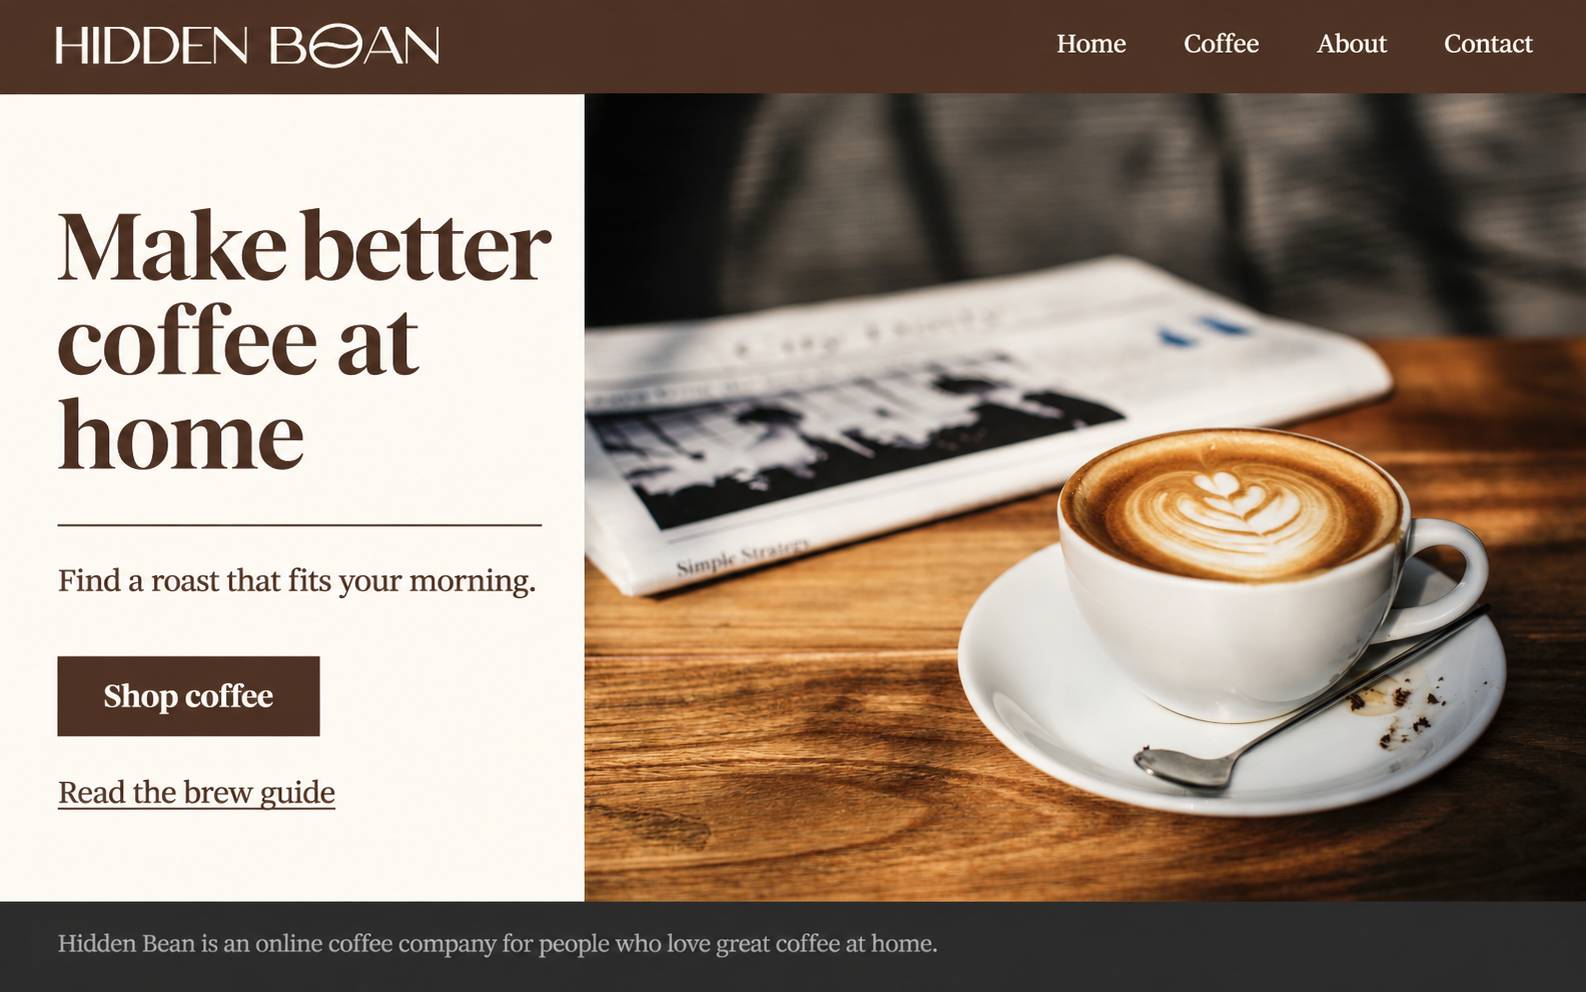 HIDDEN BEAN
Home
Coffee
About
Contact
Make better
coffee at
home
Find a roast that fits your morning.
Shop coffee
Read the brew guide
Simple Strategy
Hidden Bean is an online coffee company for people who love great coffee at home.